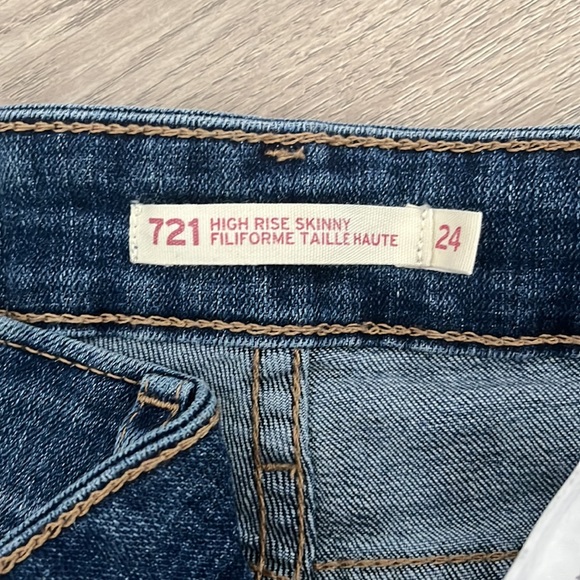 721 HIGH RISE SKINNY
FILIFORME TAILLE HAUTE
24